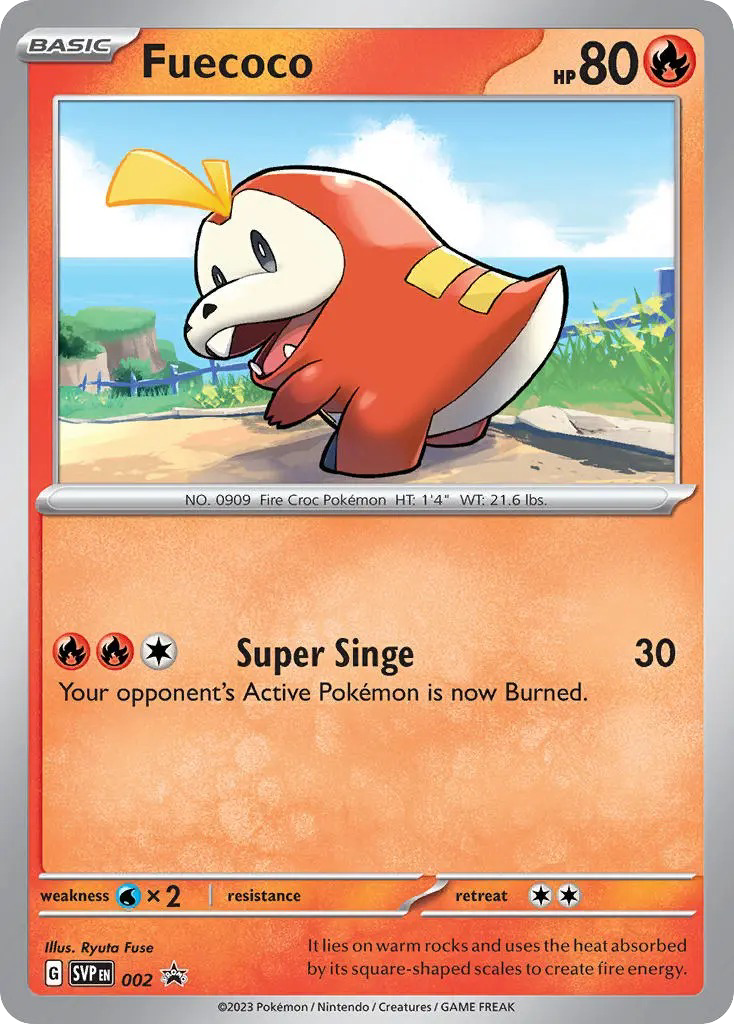 BASIC
Fuecoco
HP 80
NO. 0909 Fire Croc Pokémon HT: 1'4" WT: 21.6 lbs.
Super Singe 30
Your opponent's Active Pokémon is now Burned.
weakness ×2 resistance retreat
Illus. Ryuta Fuse
It lies on warm rocks and uses the heat absorbed
by its square-shaped scales to create fire energy.
G SVP EN 002 PROMO
©2023 Pokémon / Nintendo / Creatures / GAME FREAK